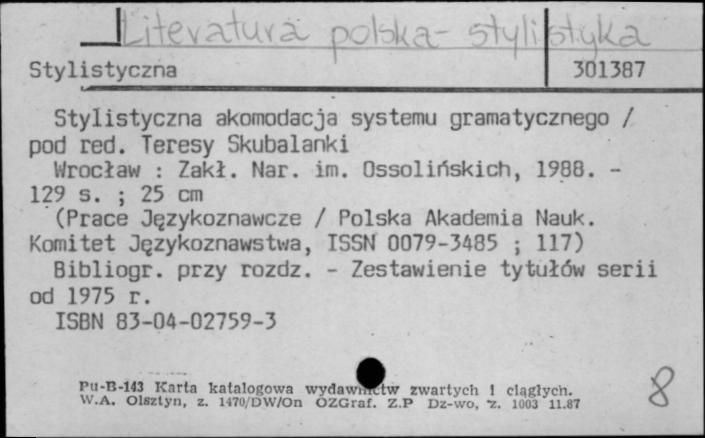 Literatura polska - stylistyka
Stylistyczna 301387
Stylistyczna akomodacja systemu gramatycznego /
pod red. Teresy Skubalanki
Wrocław : Zakł. Nar. im. Ossolińskich, 1988. -
129 s. ; 25 cm
(Prace Językoznawcze / Polska Akademia Nauk.
Komitet Językoznawstwa, ISSN 0079-3485 ; 117)
Bibliogr. przy rozdz. - Zestawienie tytułów serii
od 1975 r.
ISBN 83-04-02759-3
Pu-B-143 Karta katalogowa wydawnictw zwartych i ciągłych.
W.A. Olsztyn, z. 1470/DW/On OZGraf. Z.P Dz-wo, z. 1003 11.87
8